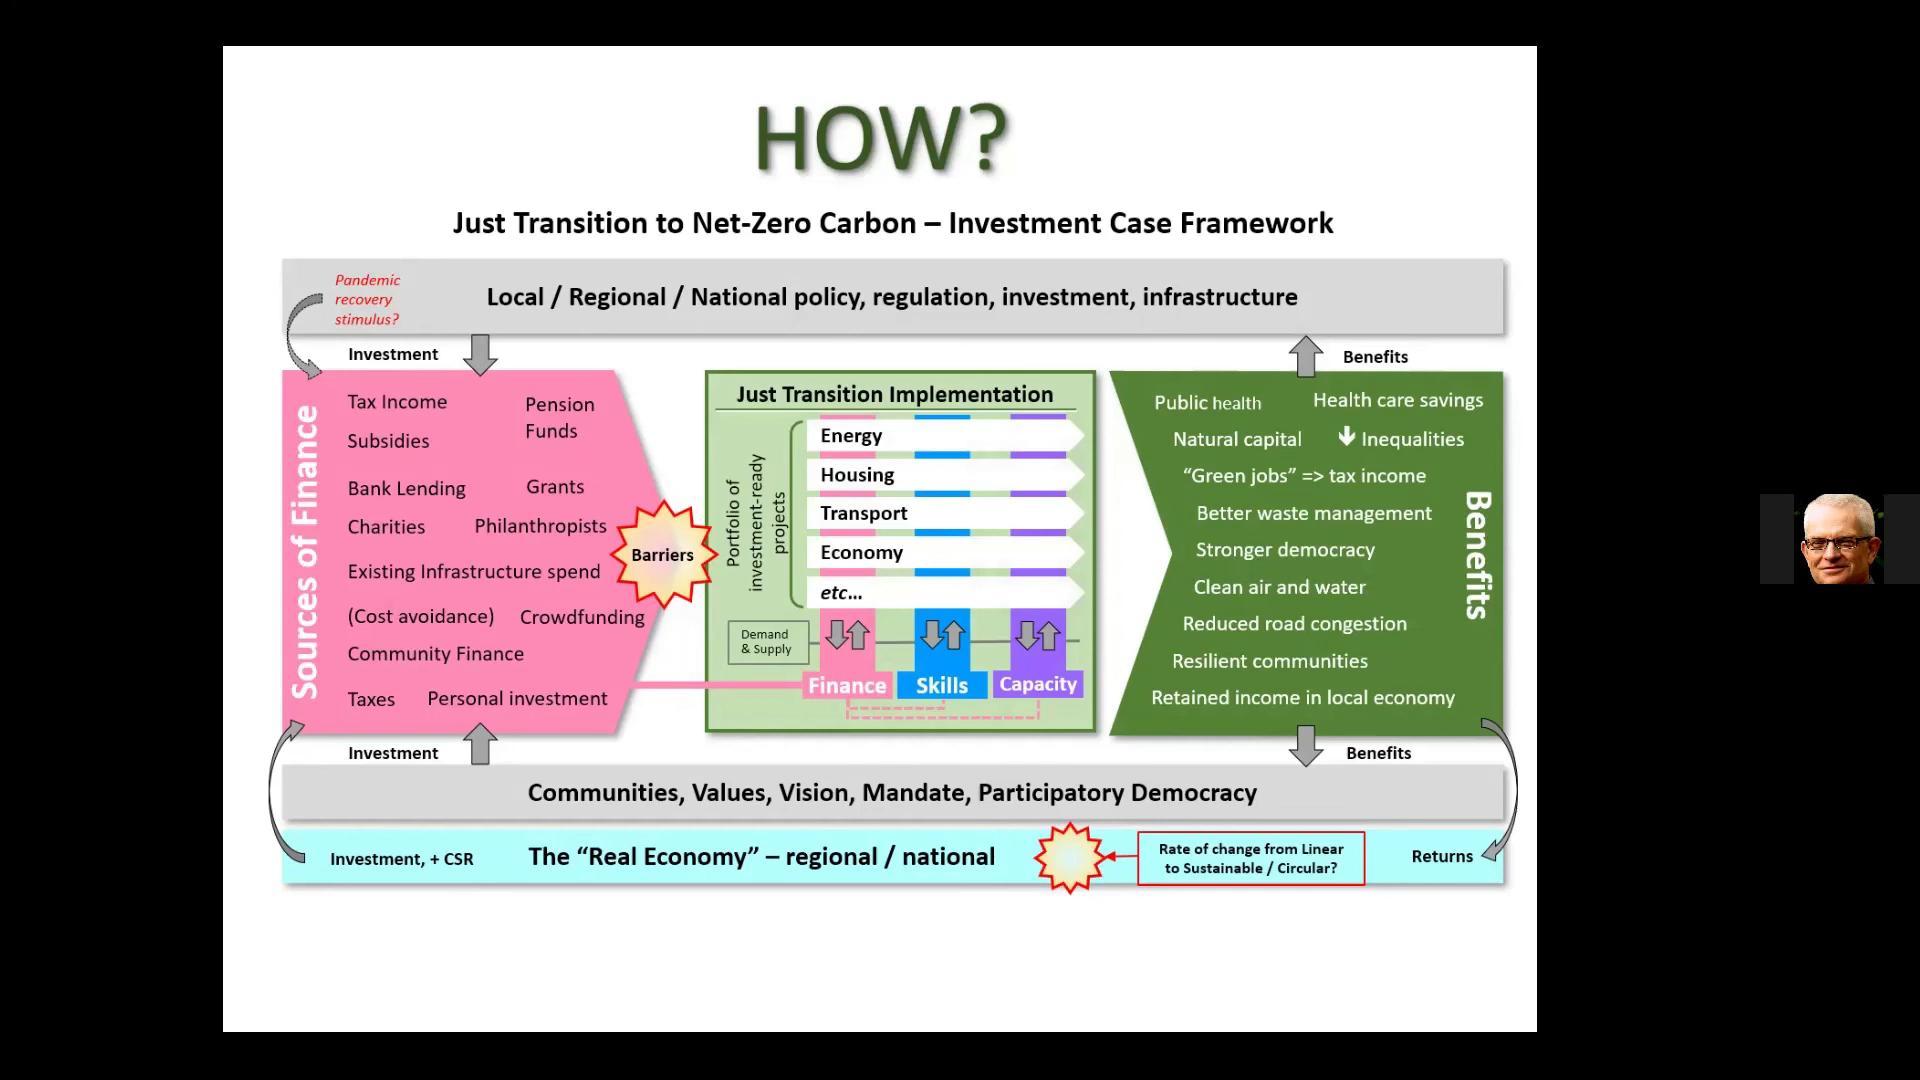 HOW?
Just Transition to Net-Zero Carbon – Investment Case Framework
Pandemic
recovery
stimulus?
Local / Regional / National policy, regulation, investment, infrastructure
Investment
Benefits
Sources of Finance
Tax Income
Pension
Funds
Subsidies
Bank Lending
Grants
Charities
Philanthropists
Existing Infrastructure spend
(Cost avoidance)
Crowdfunding
Community Finance
Taxes
Personal investment
Barriers
Just Transition Implementation
Portfolio of
investment-ready
projects
Energy
Housing
Transport
Economy
etc...
Demand
& Supply
Finance
Skills
Capacity
Public health
Health care savings
Natural capital
Inequalities
“Green jobs” => tax income
Better waste management
Stronger democracy
Clean air and water
Reduced road congestion
Resilient communities
Retained income in local economy
Benefits
Investment
Benefits
Communities, Values, Vision, Mandate, Participatory Democracy
Investment, + CSR
The “Real Economy” – regional / national
Rate of change from Linear
to Sustainable / Circular?
Returns